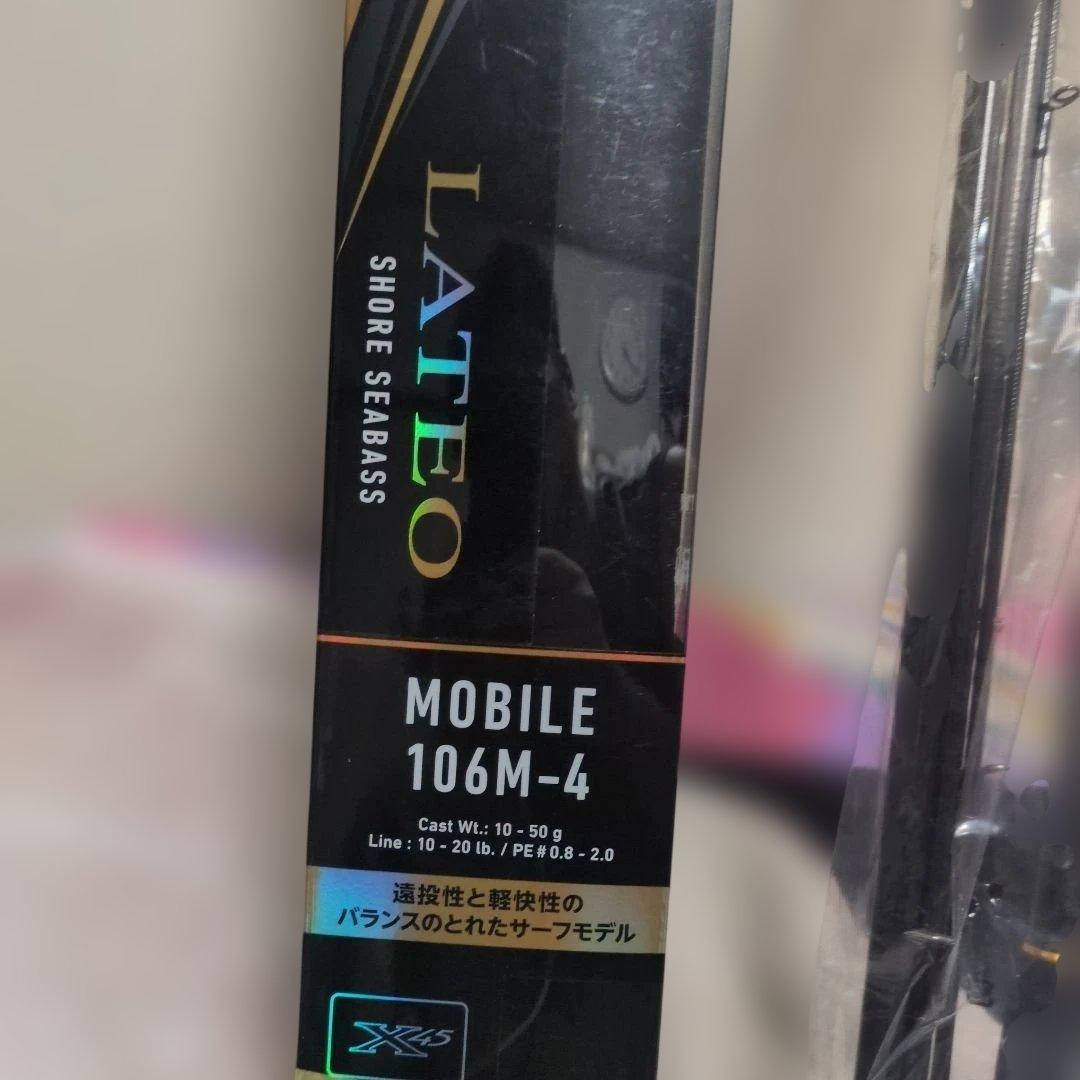 LATEO
SHORE SEABASS
MOBILE
106M-4
Cast Wt.: 10 - 50 g
Line : 10 - 20 lb. / PE#0.8 - 2.0
遠投性と軽快性の
バランスのとれたサーフモデル
X45